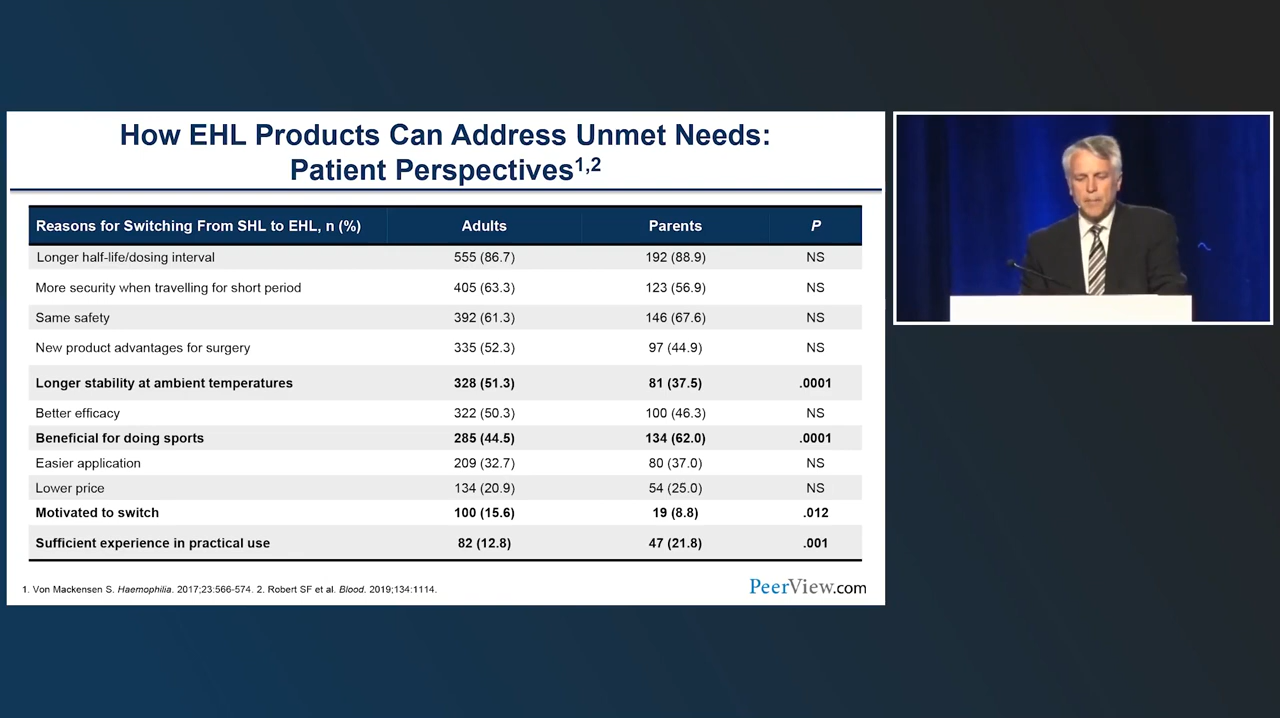 How EHL Products Can Address Unmet Needs:
Patient Perspectives1,2
Reasons for Switching From SHL to EHL, n (%) Adults Parents P
Longer half-life/dosing interval 555 (86.7) 192 (88.9) NS
More security when travelling for short period 405 (63.3) 123 (56.9) NS
Same safety 392 (61.3) 146 (67.6) NS
New product advantages for surgery 335 (52.3) 97 (44.9) NS
Longer stability at ambient temperatures 328 (51.3) 81 (37.5) .0001
Better efficacy 322 (50.3) 100 (46.3) NS
Beneficial for doing sports 285 (44.5) 134 (62.0) .0001
Easier application 209 (32.7) 80 (37.0) NS
Lower price 134 (20.9) 54 (25.0) NS
Motivated to switch 100 (15.6) 19 (8.8) .012
Sufficient experience in practical use 82 (12.8) 47 (21.8) .001
1. Von Mackensen S. Haemophilia. 2017;23:566-574. 2. Robert SF et al. Blood. 2019;134:1114.
PeerView.com